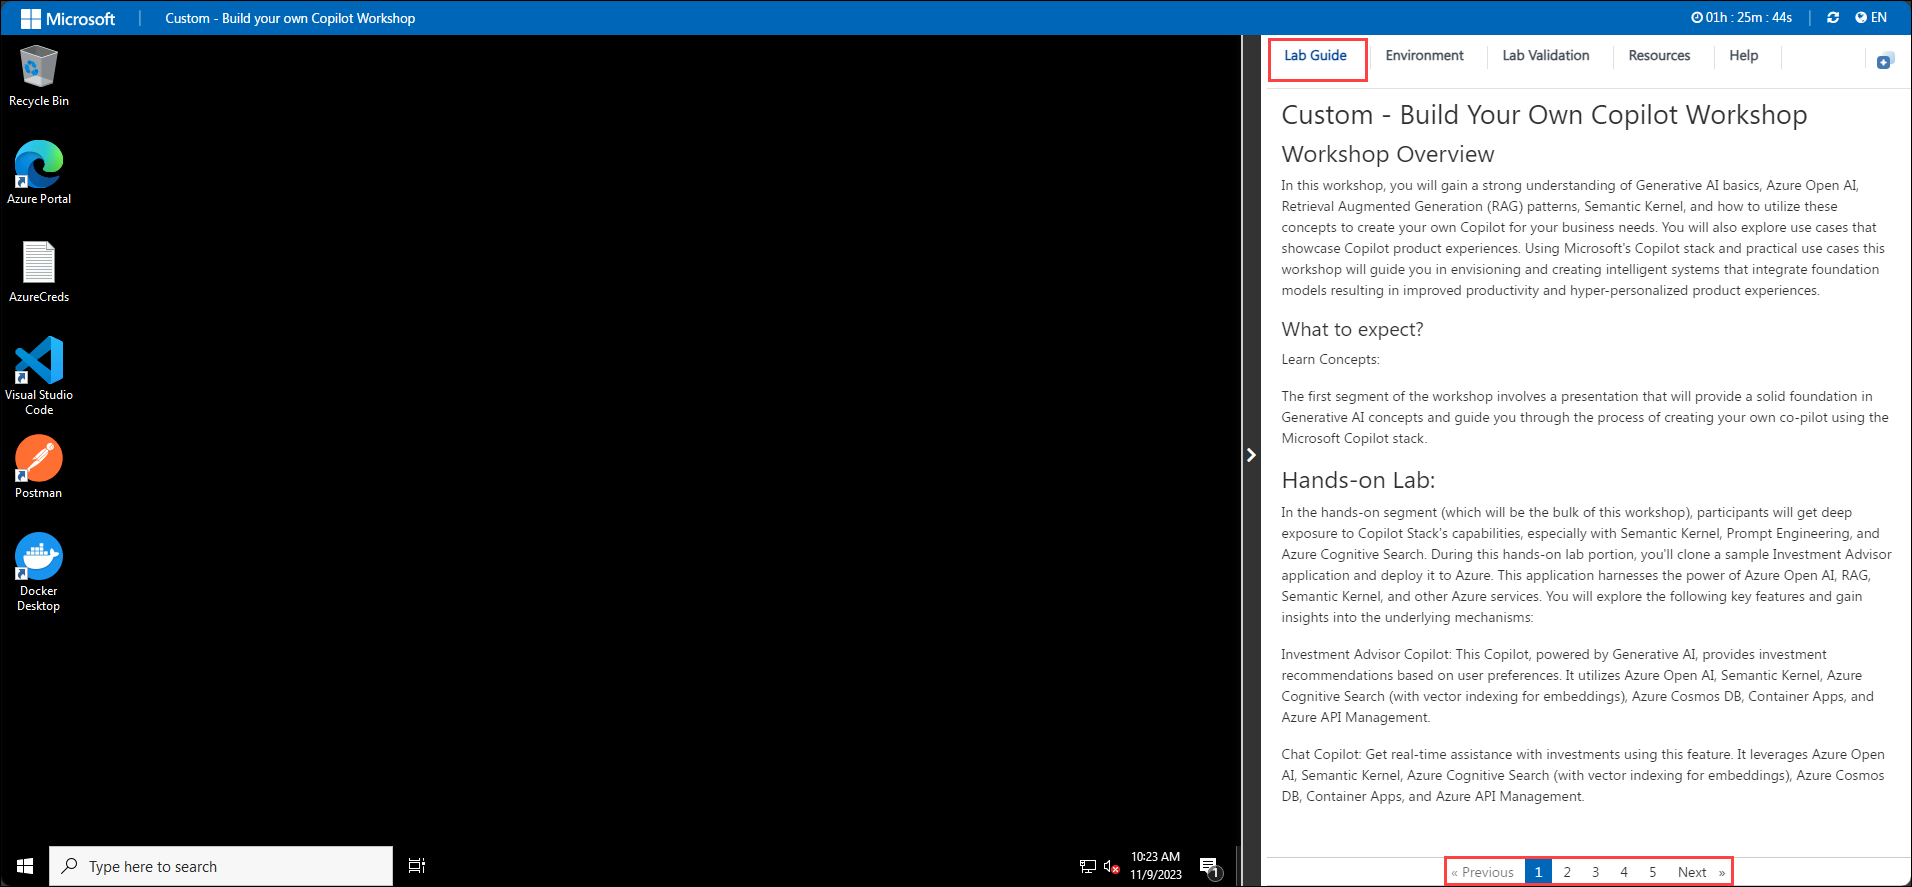 Microsoft
Custom - Build your own Copilot Workshop
01h : 25m : 44s
EN
Recycle Bin
Azure Portal
AzureCreds
Visual Studio
Code
Postman
Docker
Desktop
Lab Guide
Environment
Lab Validation
Resources
Help
Custom - Build Your Own Copilot Workshop
Workshop Overview
In this workshop, you will gain a strong understanding of Generative AI basics, Azure Open AI,
Retrieval Augmented Generation (RAG) patterns, Semantic Kernel, and how to utilize these
concepts to create your own Copilot for your business needs. You will also explore use cases that
showcase Copilot product experiences. Using Microsoft's Copilot stack and practical use cases this
workshop will guide you in envisioning and creating intelligent systems that integrate foundation
models resulting in improved productivity and hyper-personalized product experiences.
What to expect?
Learn Concepts:
The first segment of the workshop involves a presentation that will provide a solid foundation in
Generative AI concepts and guide you through the process of creating your own co-pilot using the
Microsoft Copilot stack.
Hands-on Lab:
In the hands-on segment (which will be the bulk of this workshop), participants will get deep
exposure to Copilot Stack's capabilities, especially with Semantic Kernel, Prompt Engineering, and
Azure Cognitive Search. During this hands-on lab portion, you'll clone a sample Investment Advisor
application and deploy it to Azure. This application harnesses the power of Azure Open AI, RAG,
Semantic Kernel, and other Azure services. You will explore the following key features and gain
insights into the underlying mechanisms:
Investment Advisor Copilot: This Copilot, powered by Generative AI, provides investment
recommendations based on user preferences. It utilizes Azure Open AI, Semantic Kernel, Azure
Cognitive Search (with vector indexing for embeddings), Azure Cosmos DB, Container Apps, and
Azure API Management.
Chat Copilot: Get real-time assistance with investments using this feature. It leverages Azure Open
AI, Semantic Kernel, Azure Cognitive Search (with vector indexing for embeddings), Azure Cosmos
DB, Container Apps, and Azure API Management.
« Previous 1 2 3 4 5 Next »
Type here to search
10:23 AM
11/9/2023
1